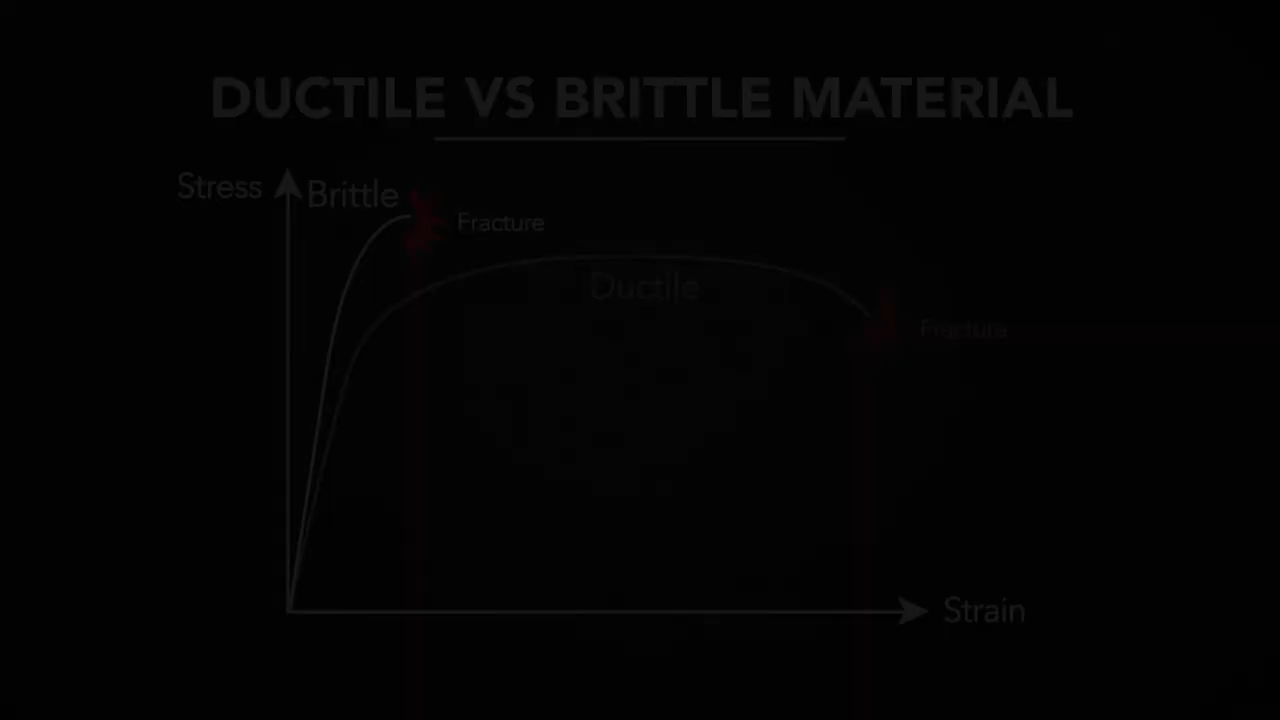 DUCTILE VS BRITTLE MATERIAL
Stress
Brittle
Fracture
Ductile
Fracture
Strain